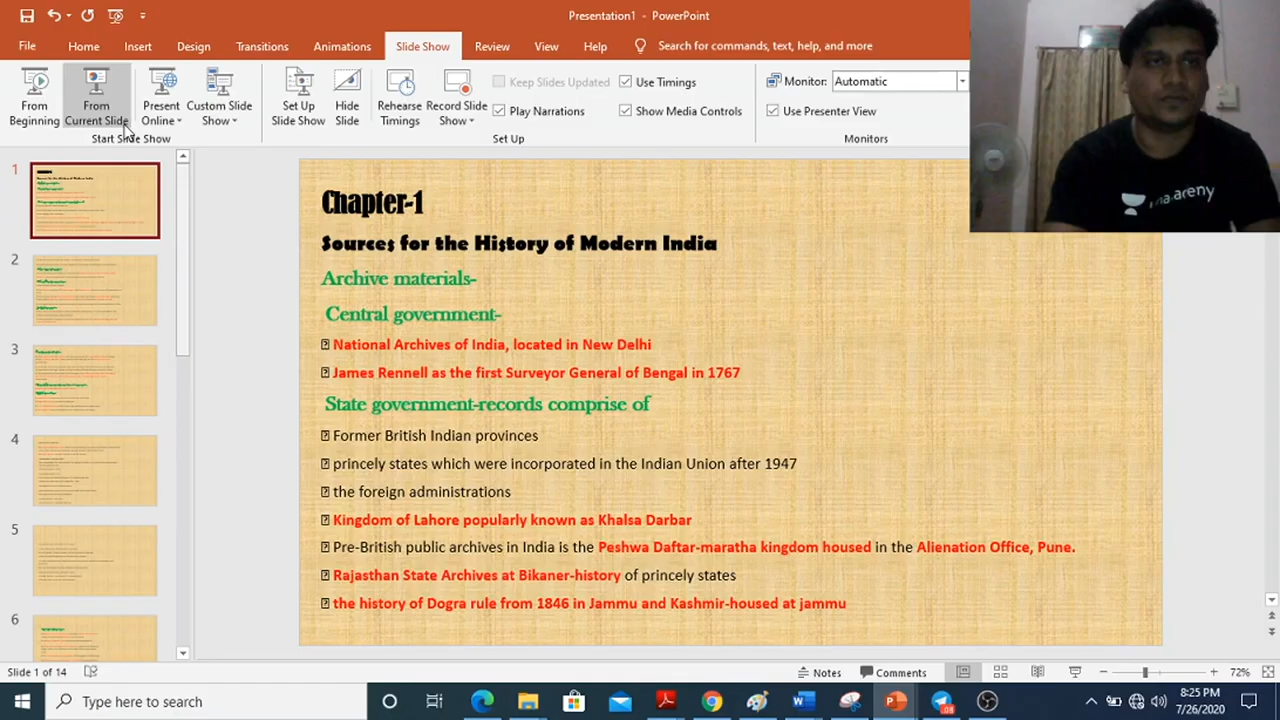 Presentation1 - PowerPoint
File Home Insert Design Transitions Animations Slide Show Review View Help Search for commands, text, help, and more
From Beginning
From Current Slide
Present Online
Custom Slide Show
Start Slide Show
Set Up Slide Show
Hide Slide
Rehearse Timings
Record Slide Show
Keep Slides Updated
Play Narrations
Use Timings
Show Media Controls
Set Up
Monitor: Automatic
Use Presenter View
Monitors
1
2
3
4
5
6
Chapter-1
Sources for the History of Modern India
Archive materials-
Central government-
National Archives of India, located in New Delhi
James Rennell as the first Surveyor General of Bengal in 1767
State government-records comprise of
Former British Indian provinces
princely states which were incorporated in the Indian Union after 1947
the foreign administrations
Kingdom of Lahore popularly known as Khalsa Darbar
Pre-British public archives in India is the Peshwa Daftar-maratha kingdom housed in the Alienation Office, Pune.
Rajasthan State Archives at Bikaner-history of princely states
the history of Dogra rule from 1846 in Jammu and Kashmir-housed at jammu
Slide 1 of 14
Notes
Comments
72%
Type here to search
8:25 PM
7/26/2020